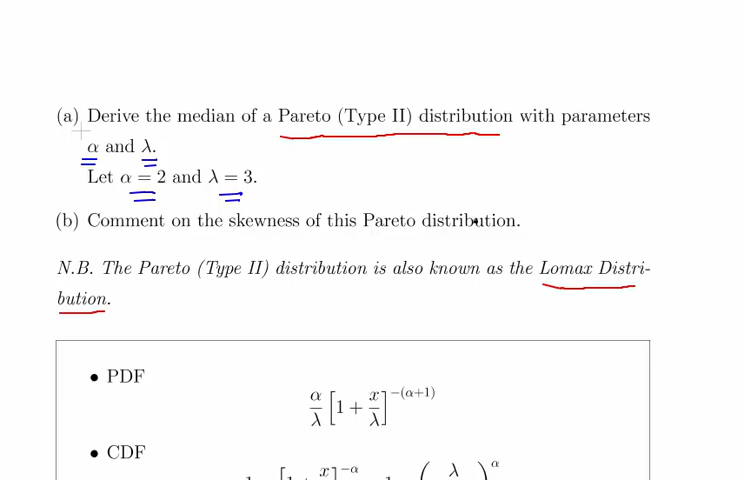 (a) Derive the median of a Pareto (Type II) distribution with parameters
α and λ.
Let α = 2 and λ = 3.
(b) Comment on the skewness of this Pareto distribution.
N.B. The Pareto (Type II) distribution is also known as the Lomax Distri-
bution.
• PDF
α/λ [1 + x/λ]^{-(α+1)}
• CDF
[1 + x/λ]^{-α} (λ)^α